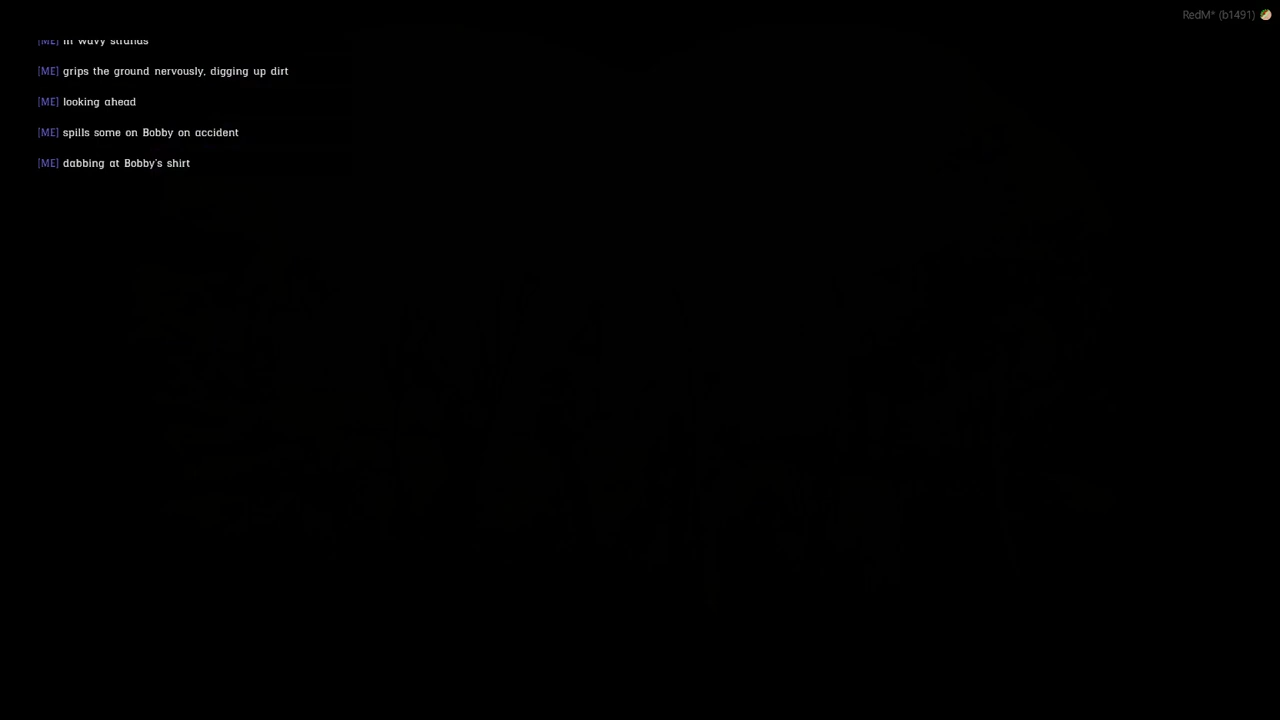 RedM* (b1491)
[ME] in wavy strands
[ME] grips the ground nervously, digging up dirt
[ME] looking ahead
[ME] spills some on Bobby on accident
[ME] dabbing at Bobby's shirt